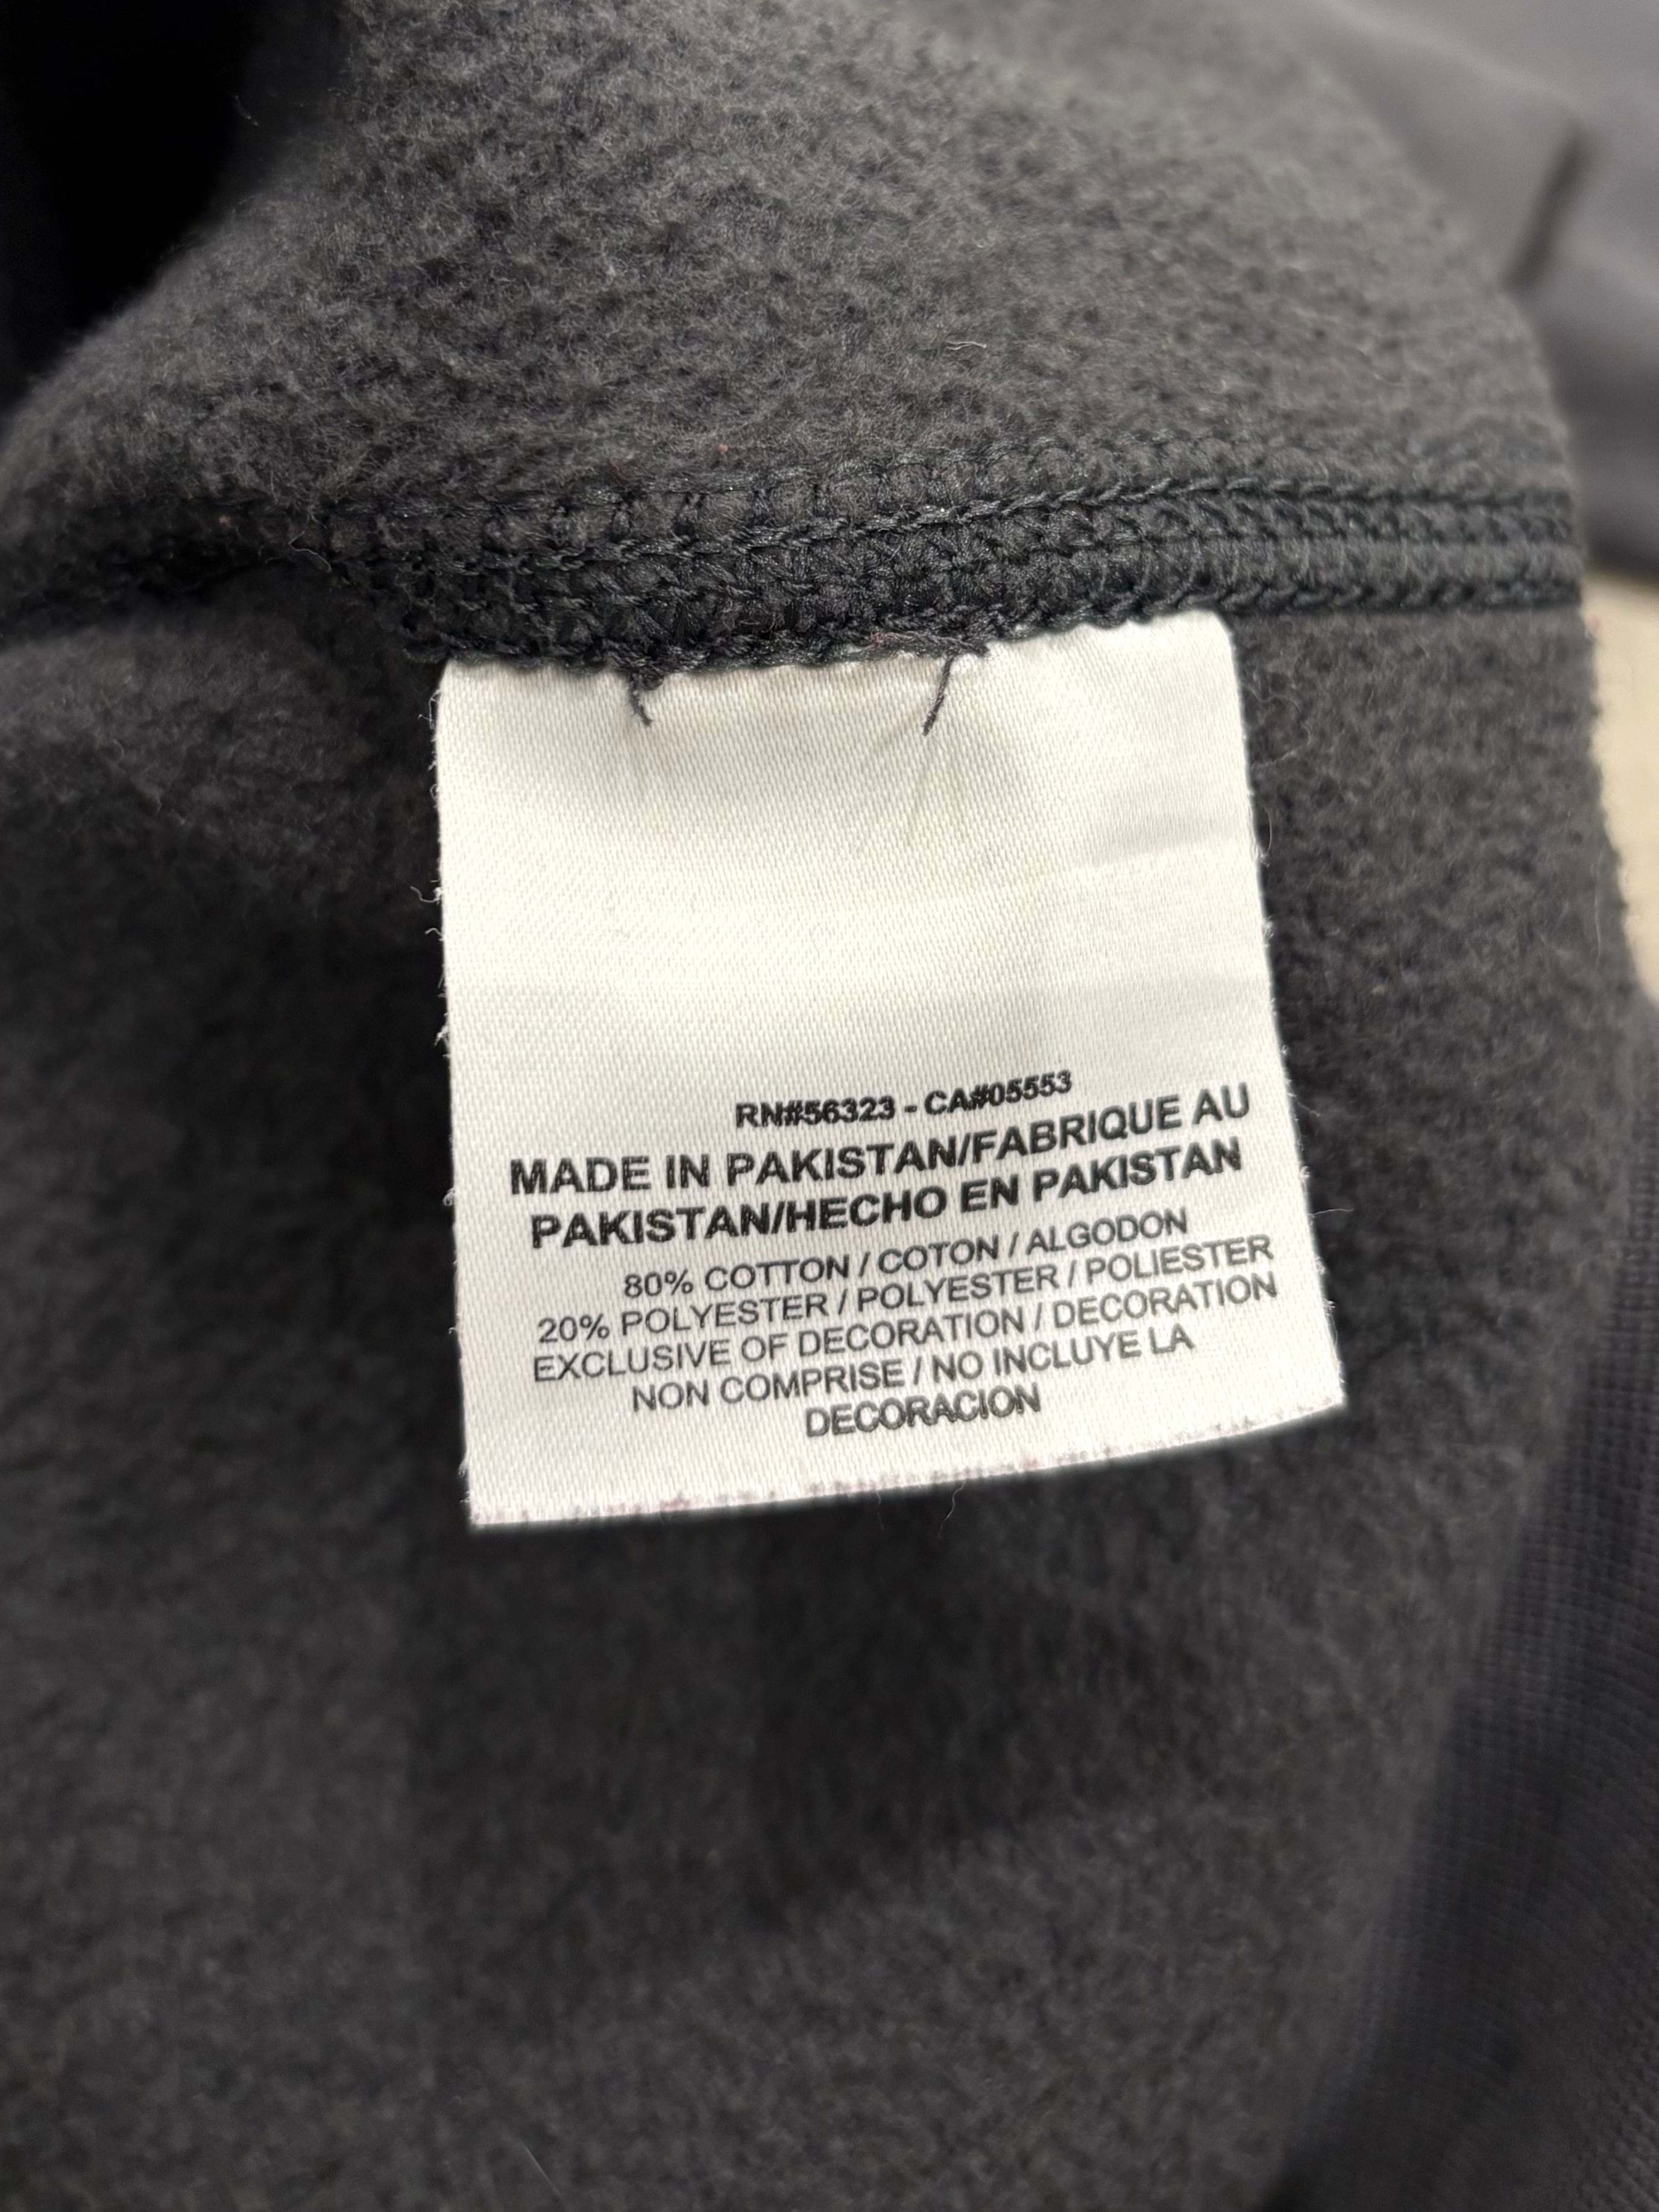 RN#56323 - CA#05553
MADE IN PAKISTAN/FABRIQUE AU
PAKISTAN/HECHO EN PAKISTAN
80% COTTON / COTON / ALGODON
20% POLYESTER / POLYESTER / POLIESTER
EXCLUSIVE OF DECORATION / DECORATION
NON COMPRISE / NO INCLUYE LA
DECORACION